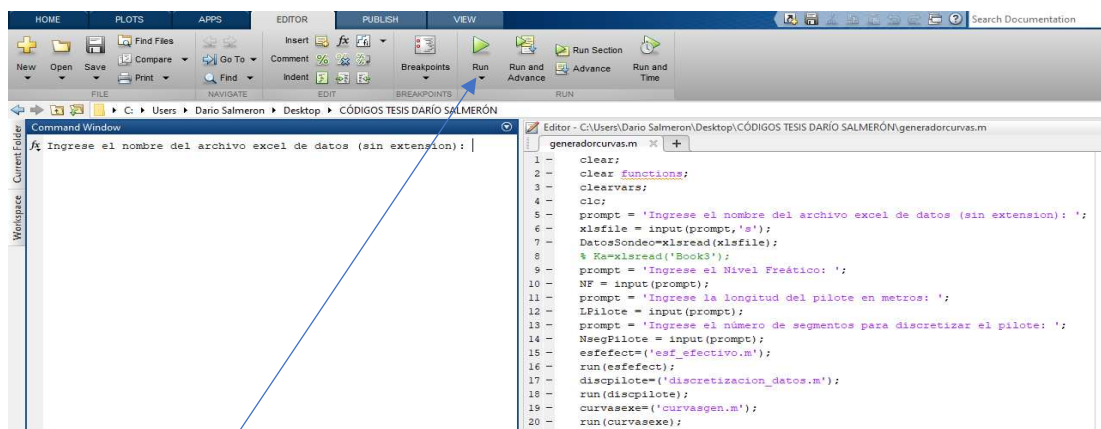 HOME PLOTS APPS EDITOR PUBLISH VIEW
Search Documentation
New Open Save Find Files Compare Print
Go To Find
Insert fx
Comment %
Indent
Breakpoints
Run
Run and Advance
Run Section
Advance
Run and Time
FILE NAVIGATE EDIT BREAKPOINTS RUN
C: Users Dario Salmeron Desktop CÓDIGOS TESIS DARÍO SALMERÓN
Current Folder
Workspace
Command Window
fx Ingrese el nombre del archivo excel de datos (sin extension):
Editor - C:\Users\Dario Salmeron\Desktop\CÓDIGOS TESIS DARÍO SALMERÓN\generadorcurvas.m
generadorcurvas.m × +
1 - clear;
2 - clear functions;
3 - clearvars;
4 - clc;
5 - prompt = 'Ingrese el nombre del archivo excel de datos (sin extension): ';
6 - xlsfile = input(prompt,'s');
7 - DatosSondeo=xlsread(xlsfile);
8 % Ka=xlsread('Book3');
9 - prompt = 'Ingrese el Nivel Freático: ';
10 - NF = input(prompt);
11 - prompt = 'Ingrese la longitud del pilote en metros: ';
12 - LPilote = input(prompt);
13 - prompt = 'Ingrese el número de segmentos para discretizar el pilote: ';
14 - NsegPilote = input(prompt);
15 - esfefect=('esf_efectivo.m');
16 - run(esfefect);
17 - discpilote=('discretizacion_datos.m');
18 - run(discpilote);
19 - curvasexe=('curvasgen.m');
20 - run(curvasexe);